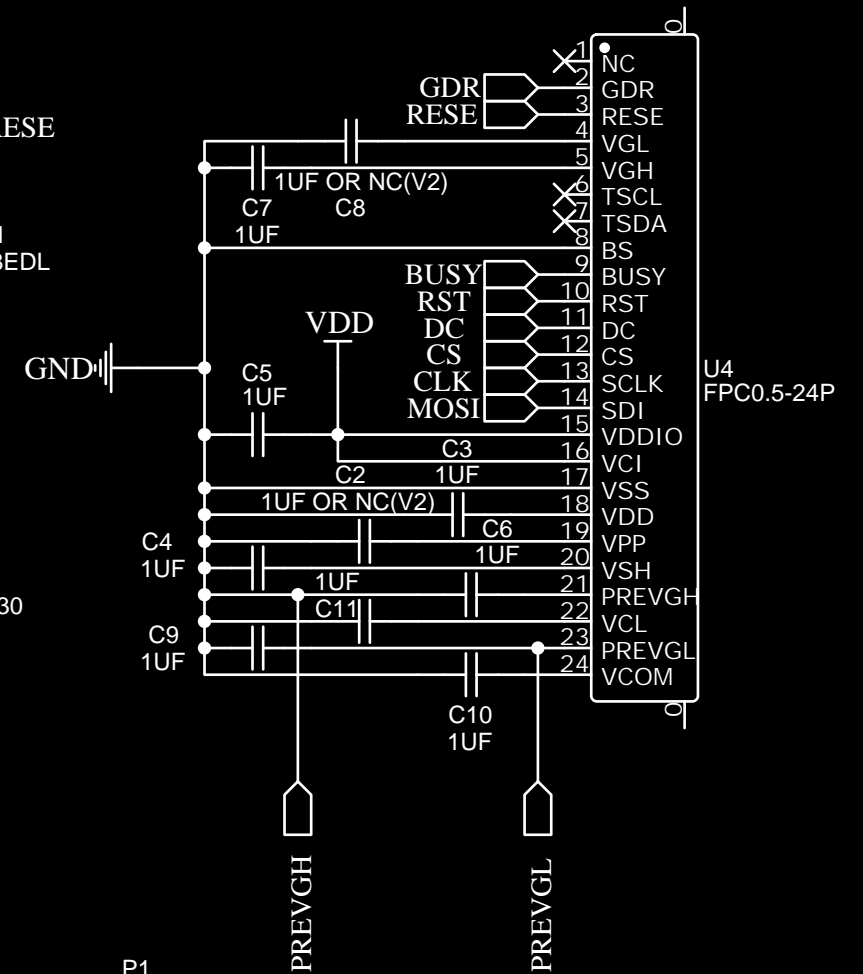 0
1
NC
2
GDR
GDR
3
RESE
RESE
ESE
4
VGL
5
VGH
1UF OR NC(V2)
C7
C8
1UF
6
TSCL
7
TSDA
8
BS
EDL
9
BUSY
BUSY
10
RST
RST
11
DC
DC
VDD
12
CS
CS
GND
13
SCLK
CLK
14
SDI
MOSI
U4
FPC0.5-24P
C5
1UF
15
VDDIO
16
VCI
C3
1UF
C2
1UF OR NC(V2)
17
VSS
18
VDD
19
VPP
C6
1UF
C4
1UF
20
VSH
1UF
21
PREVGH
30
C11
22
VCL
23
PREVGL
C9
1UF
24
VCOM
0
C10
1UF
PREVGH
PREVGL
P1